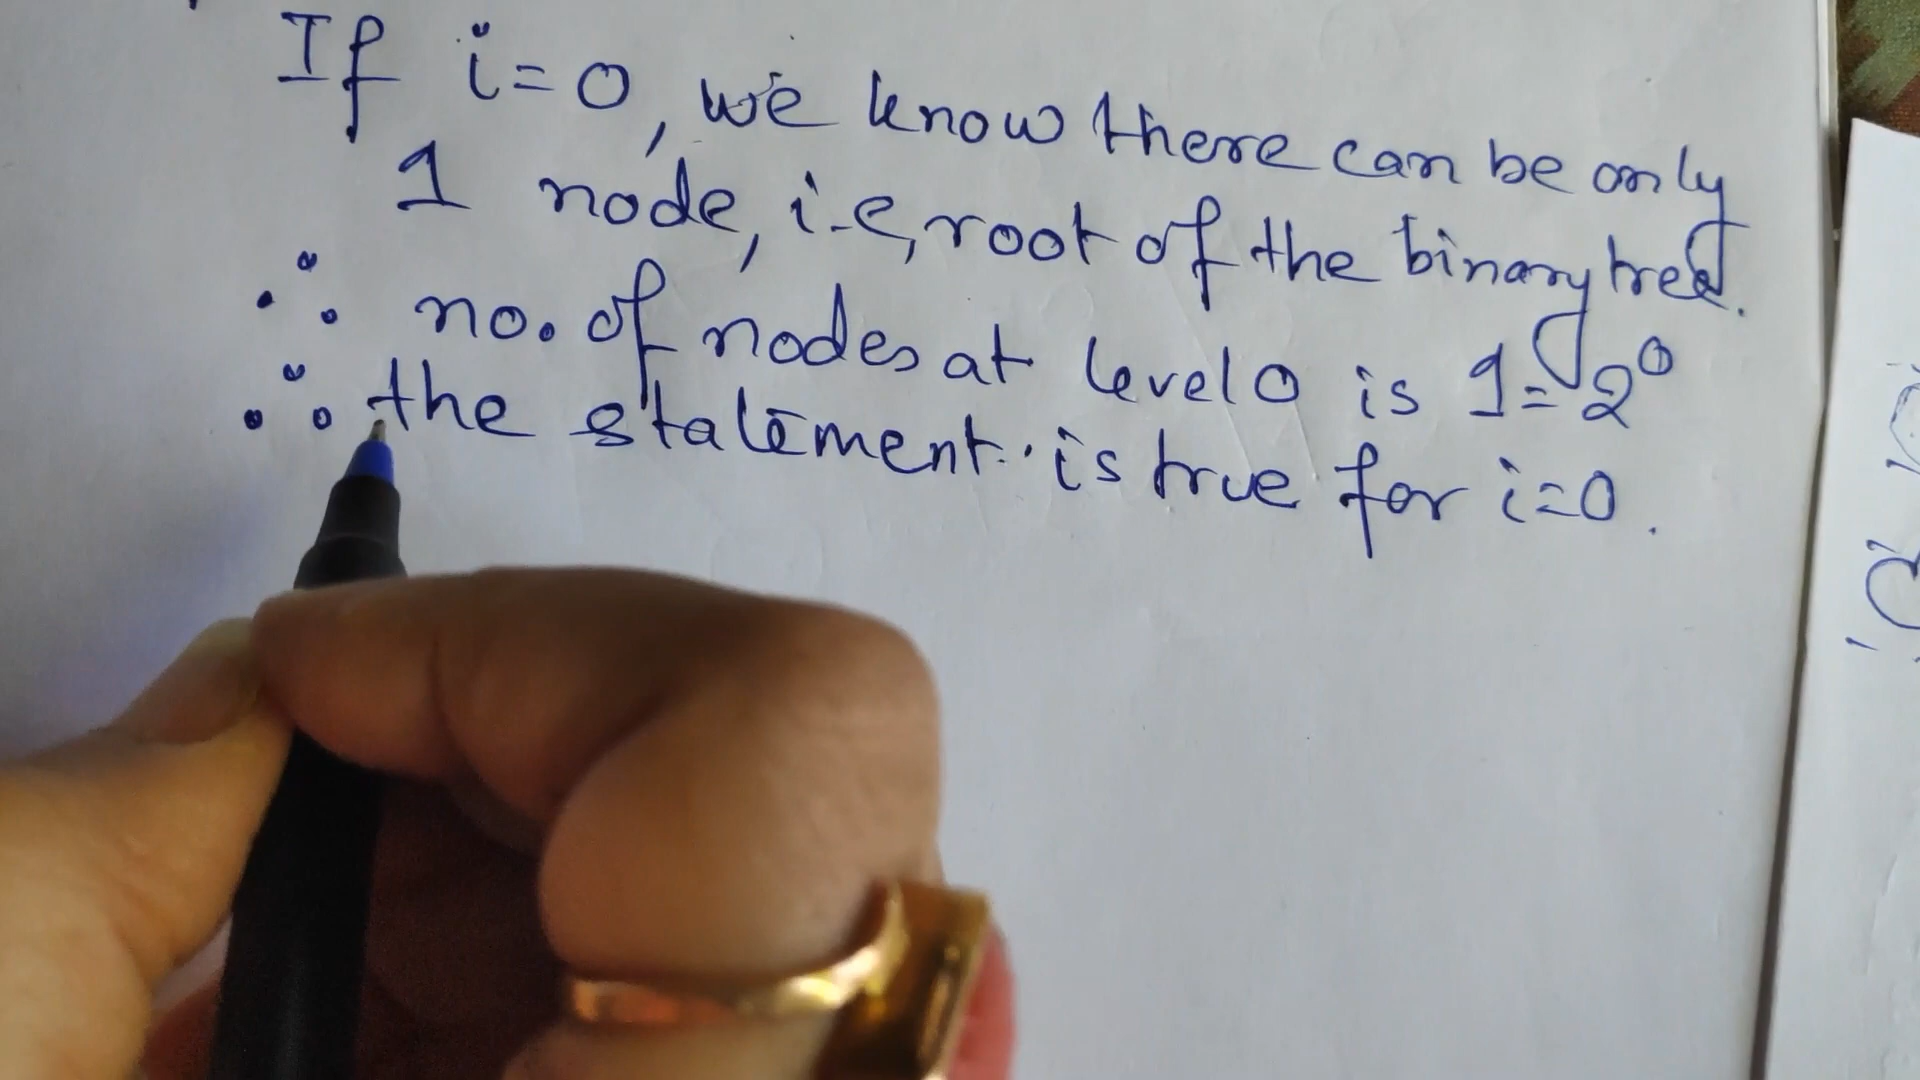 If i=0, we know there can be only
1 node, i.e, root of the binary tree.
∴ no. of nodes at level 0 is 1=2⁰
∴ the statement is true for i=0.